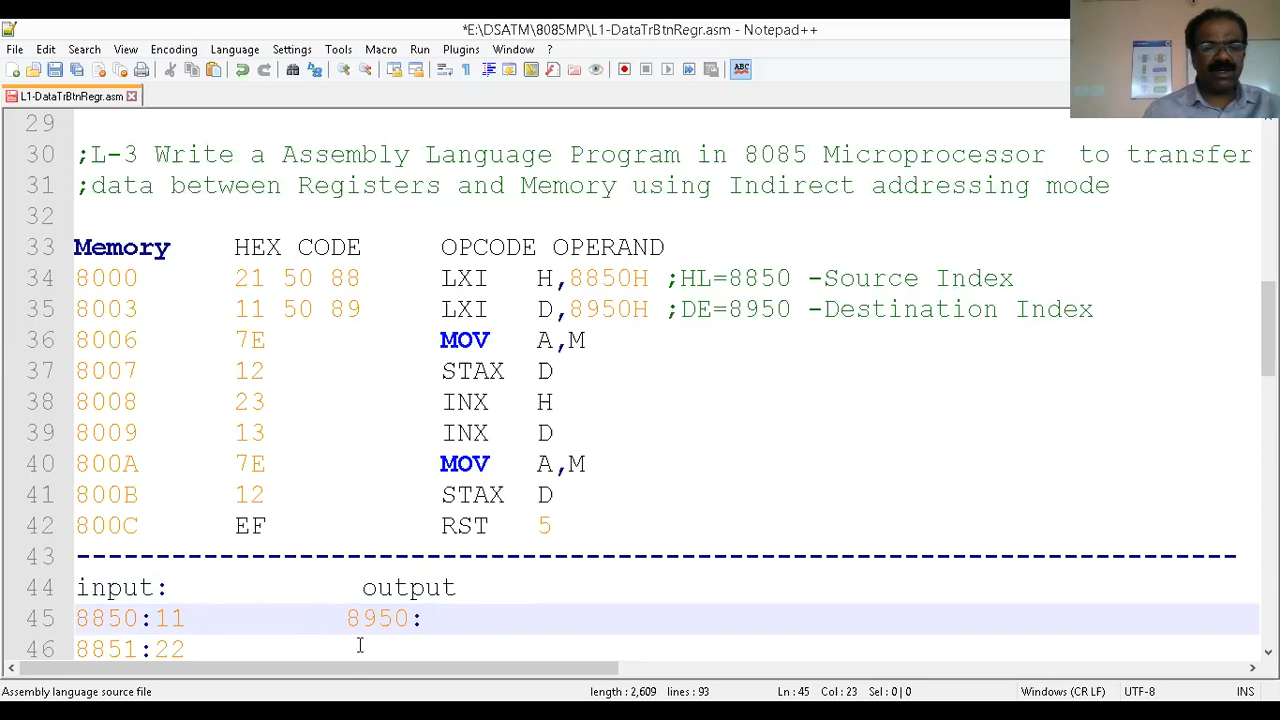 *E:\DSATM\8085MP\L1-DataTrBtnRegr.asm - Notepad++
File Edit Search View Encoding Language Settings Tools Macro Run Plugins Window ?
L1-DataTrBtnRegr.asm
29
30 ;L-3 Write a Assembly Language Program in 8085 Microprocessor  to transfer
31 ;data between Registers and Memory using Indirect addressing mode
32
33 Memory HEX CODE OPCODE OPERAND
34 8000 21 50 88 LXI H,8850H ;HL=8850 -Source Index
35 8003 11 50 89 LXI D,8950H ;DE=8950 -Destination Index
36 8006 7E MOV A,M
37 8007 12 STAX D
38 8008 23 INX H
39 8009 13 INX D
40 800A 7E MOV A,M
41 800B 12 STAX D
42 800C EF RST 5
43 -------------------------------------------------------------------------
44 input: output
45 8850:11 8950:
46 8851:22
Assembly language source file length : 2,609 lines : 93 Ln : 45 Col : 23 Sel : 0 | 0 Windows (CR LF) UTF-8 INS